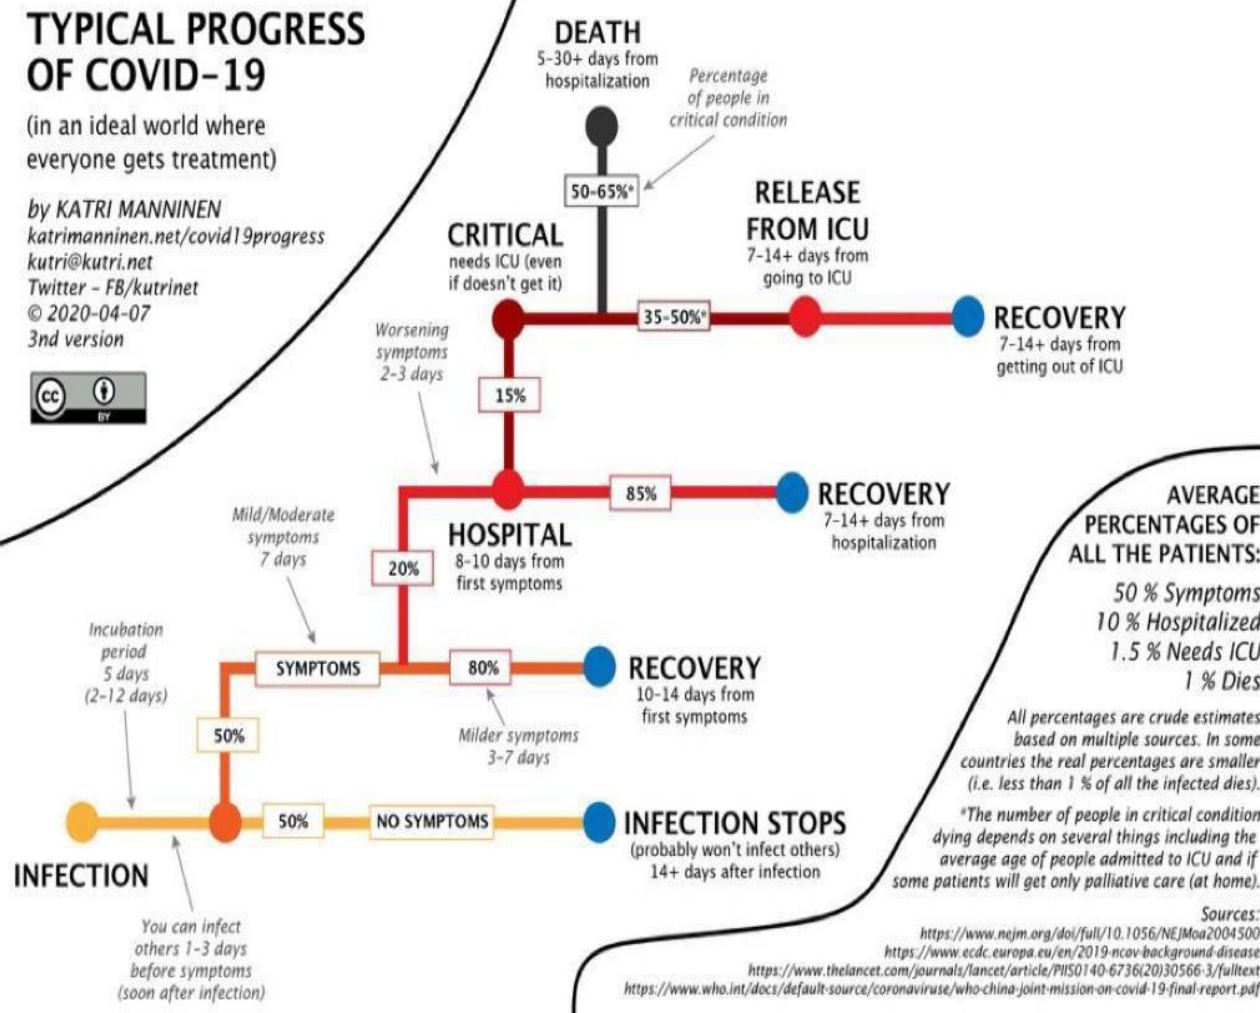 TYPICAL PROGRESS
OF COVID-19
(in an ideal world where
everyone gets treatment)
by KATRI MANNINEN
katrimanninen.net/covid19progress
kutri@kutri.net
Twitter - FB/kutrinet
© 2020-04-07
3nd version
cc
BY
DEATH
5-30+ days from
hospitalization
Percentage
of people in
critical condition
50-65%*
RELEASE
FROM ICU
7-14+ days from
going to ICU
CRITICAL
needs ICU (even
if doesn't get it)
35-50%*
RECOVERY
7-14+ days from
getting out of ICU
Worsening
symptoms
2-3 days
15%
85%
RECOVERY
7-14+ days from
hospitalization
HOSPITAL
8-10 days from
first symptoms
Mild/Moderate
symptoms
7 days
20%
Incubation
period
5 days
(2-12 days)
SYMPTOMS
80%
RECOVERY
10-14 days from
first symptoms
Milder symptoms
3-7 days
50%
50%
NO SYMPTOMS
INFECTION STOPS
(probably won't infect others)
14+ days after infection
INFECTION
You can infect
others 1-3 days
before symptoms
(soon after infection)
AVERAGE
PERCENTAGES OF
ALL THE PATIENTS:
50 % Symptoms
10 % Hospitalized
1.5 % Needs ICU
1 % Dies
All percentages are crude estimates
based on multiple sources. In some
countries the real percentages are smaller
(i.e. less than 1 % of all the infected dies).
*The number of people in critical condition
dying depends on several things including the
average age of people admitted to ICU and if
some patients will get only palliative care (at home).
Sources:
https://www.nejm.org/doi/full/10.1056/NEJMoa2004500
https://www.ecdc.europa.eu/en/2019-ncov-background-disease
https://www.thelancet.com/journals/lancet/article/PIIS0140-6736(20)30566-3/fulltext
https://www.who.int/docs/default-source/coronaviruse/who-china-joint-mission-on-covid-19-final-report.pdf